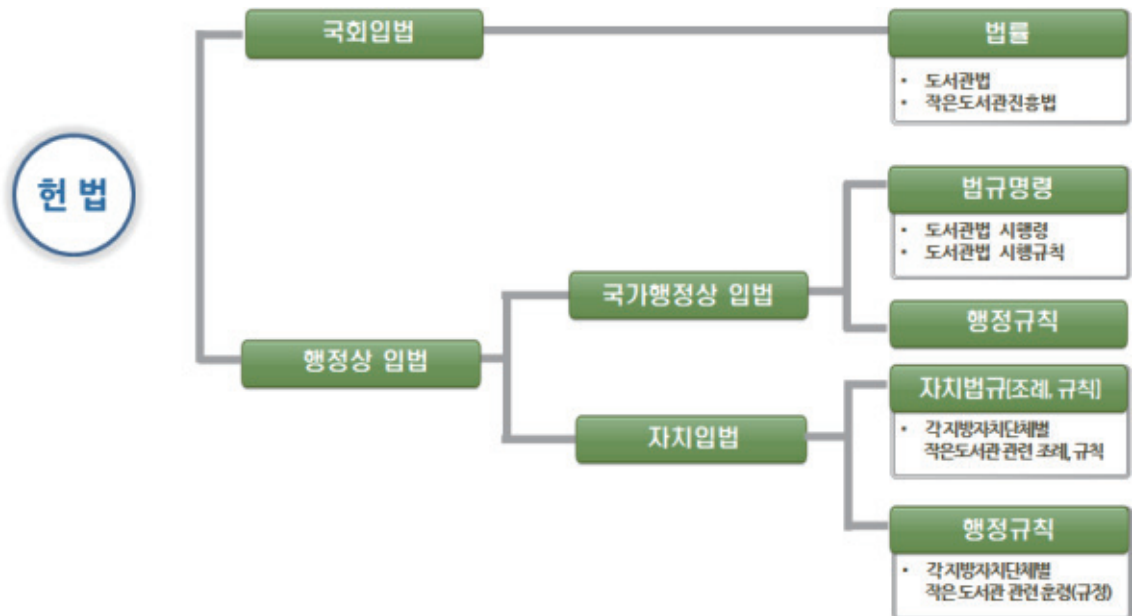 국회입법
법률
• 도서관법
• 작은도서관진흥법
헌법
법규명령
• 도서관법 시행령
• 도서관법 시행규칙
국가행정상 입법
행정규칙
행정상 입법
자치법규(조례, 규칙)
• 각 지방자치단체별
작은도서관 관련 조례, 규칙
자치입법
행정규칙
• 각 지방자치단체별
작은 도서관 관련 훈령(규정)